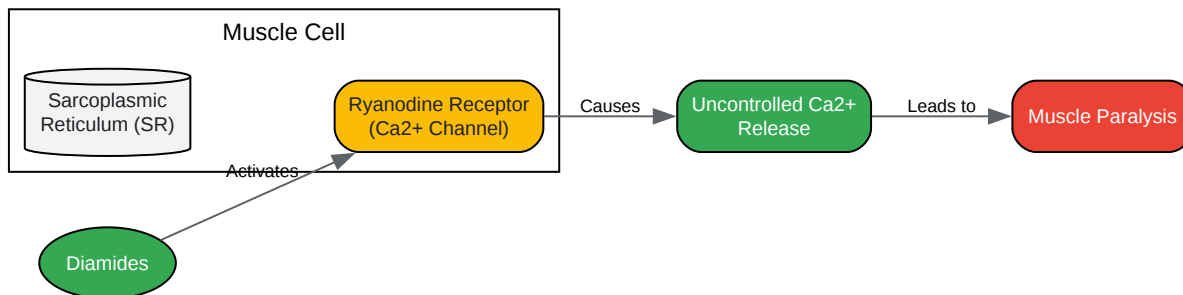 Muscle Cell
Sarcoplasmic
Reticulum (SR)
Ryanodine Receptor
(Ca2+ Channel)
Causes
Uncontrolled Ca2+
Release
Leads to
Muscle Paralysis
Activates
Diamides